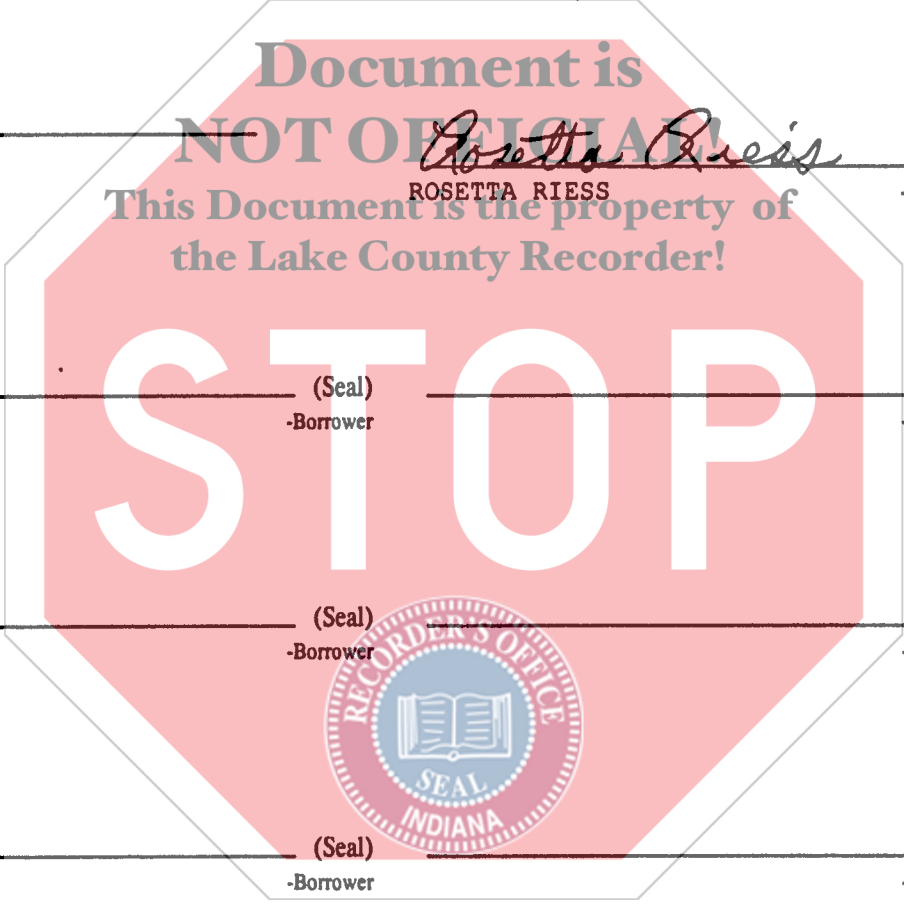 Document is
NOT OFFICIAL!
Rosetta Riess
ROSETTA RIESS
This Document is the property of
the Lake County Recorder!
STOP
(Seal)
-Borrower
(Seal)
-Borrower
RECORDER'S OFFICE
SEAL
INDIANA
(Seal)
-Borrower